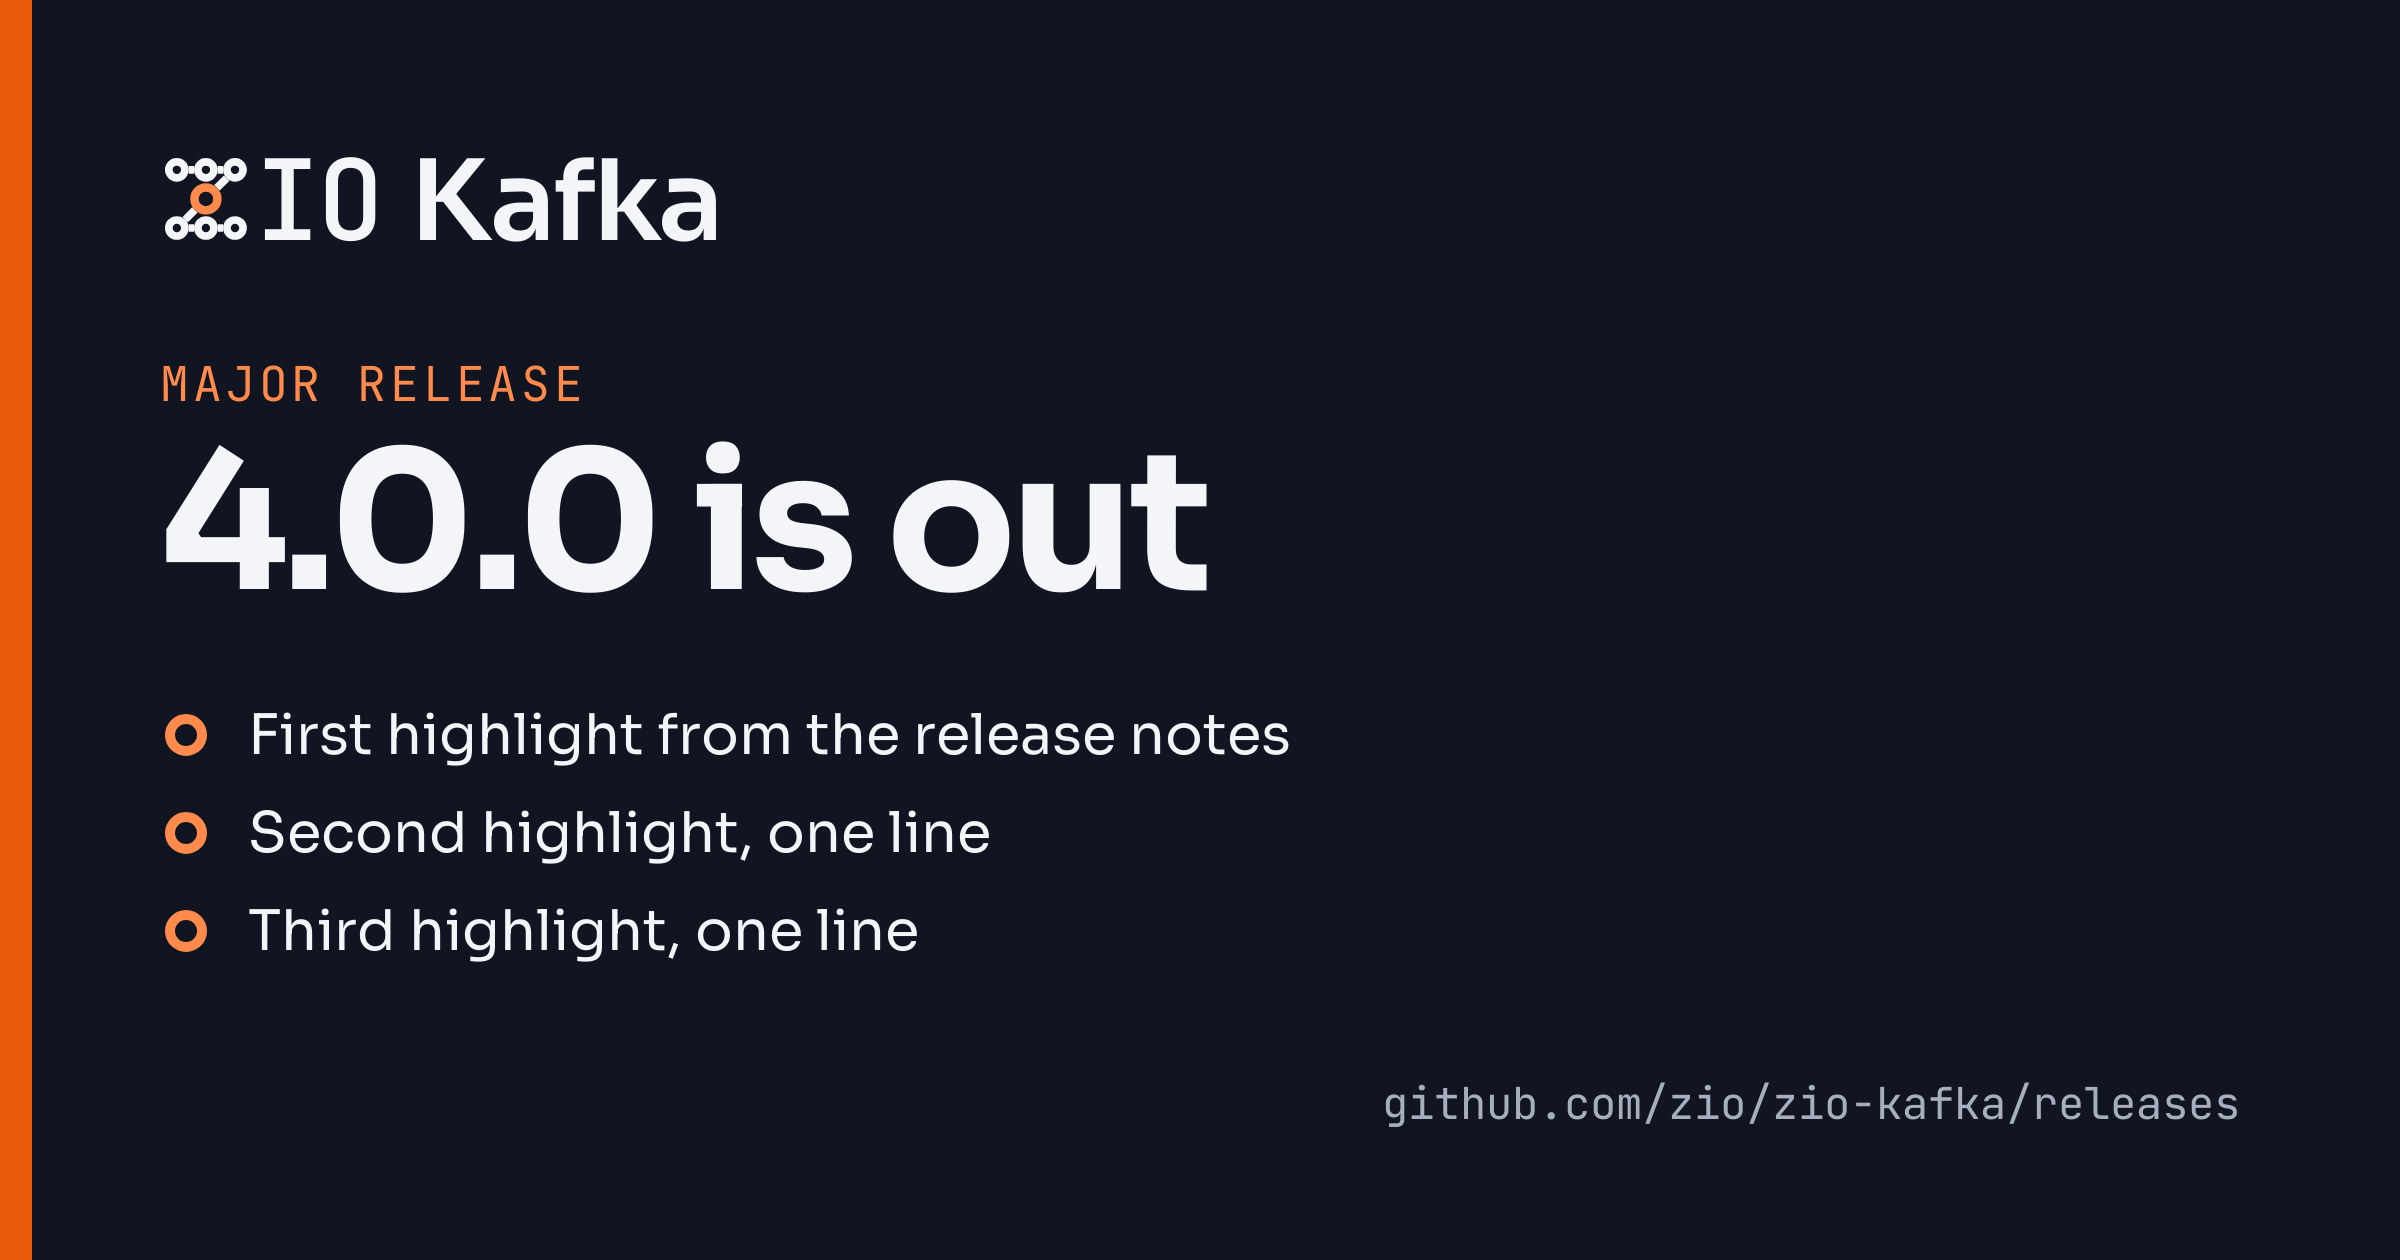 ZIO Kafka
MAJOR RELEASE
4.0.0 is out
First highlight from the release notes
Second highlight, one line
Third highlight, one line
github.com/zio/zio-kafka/releases